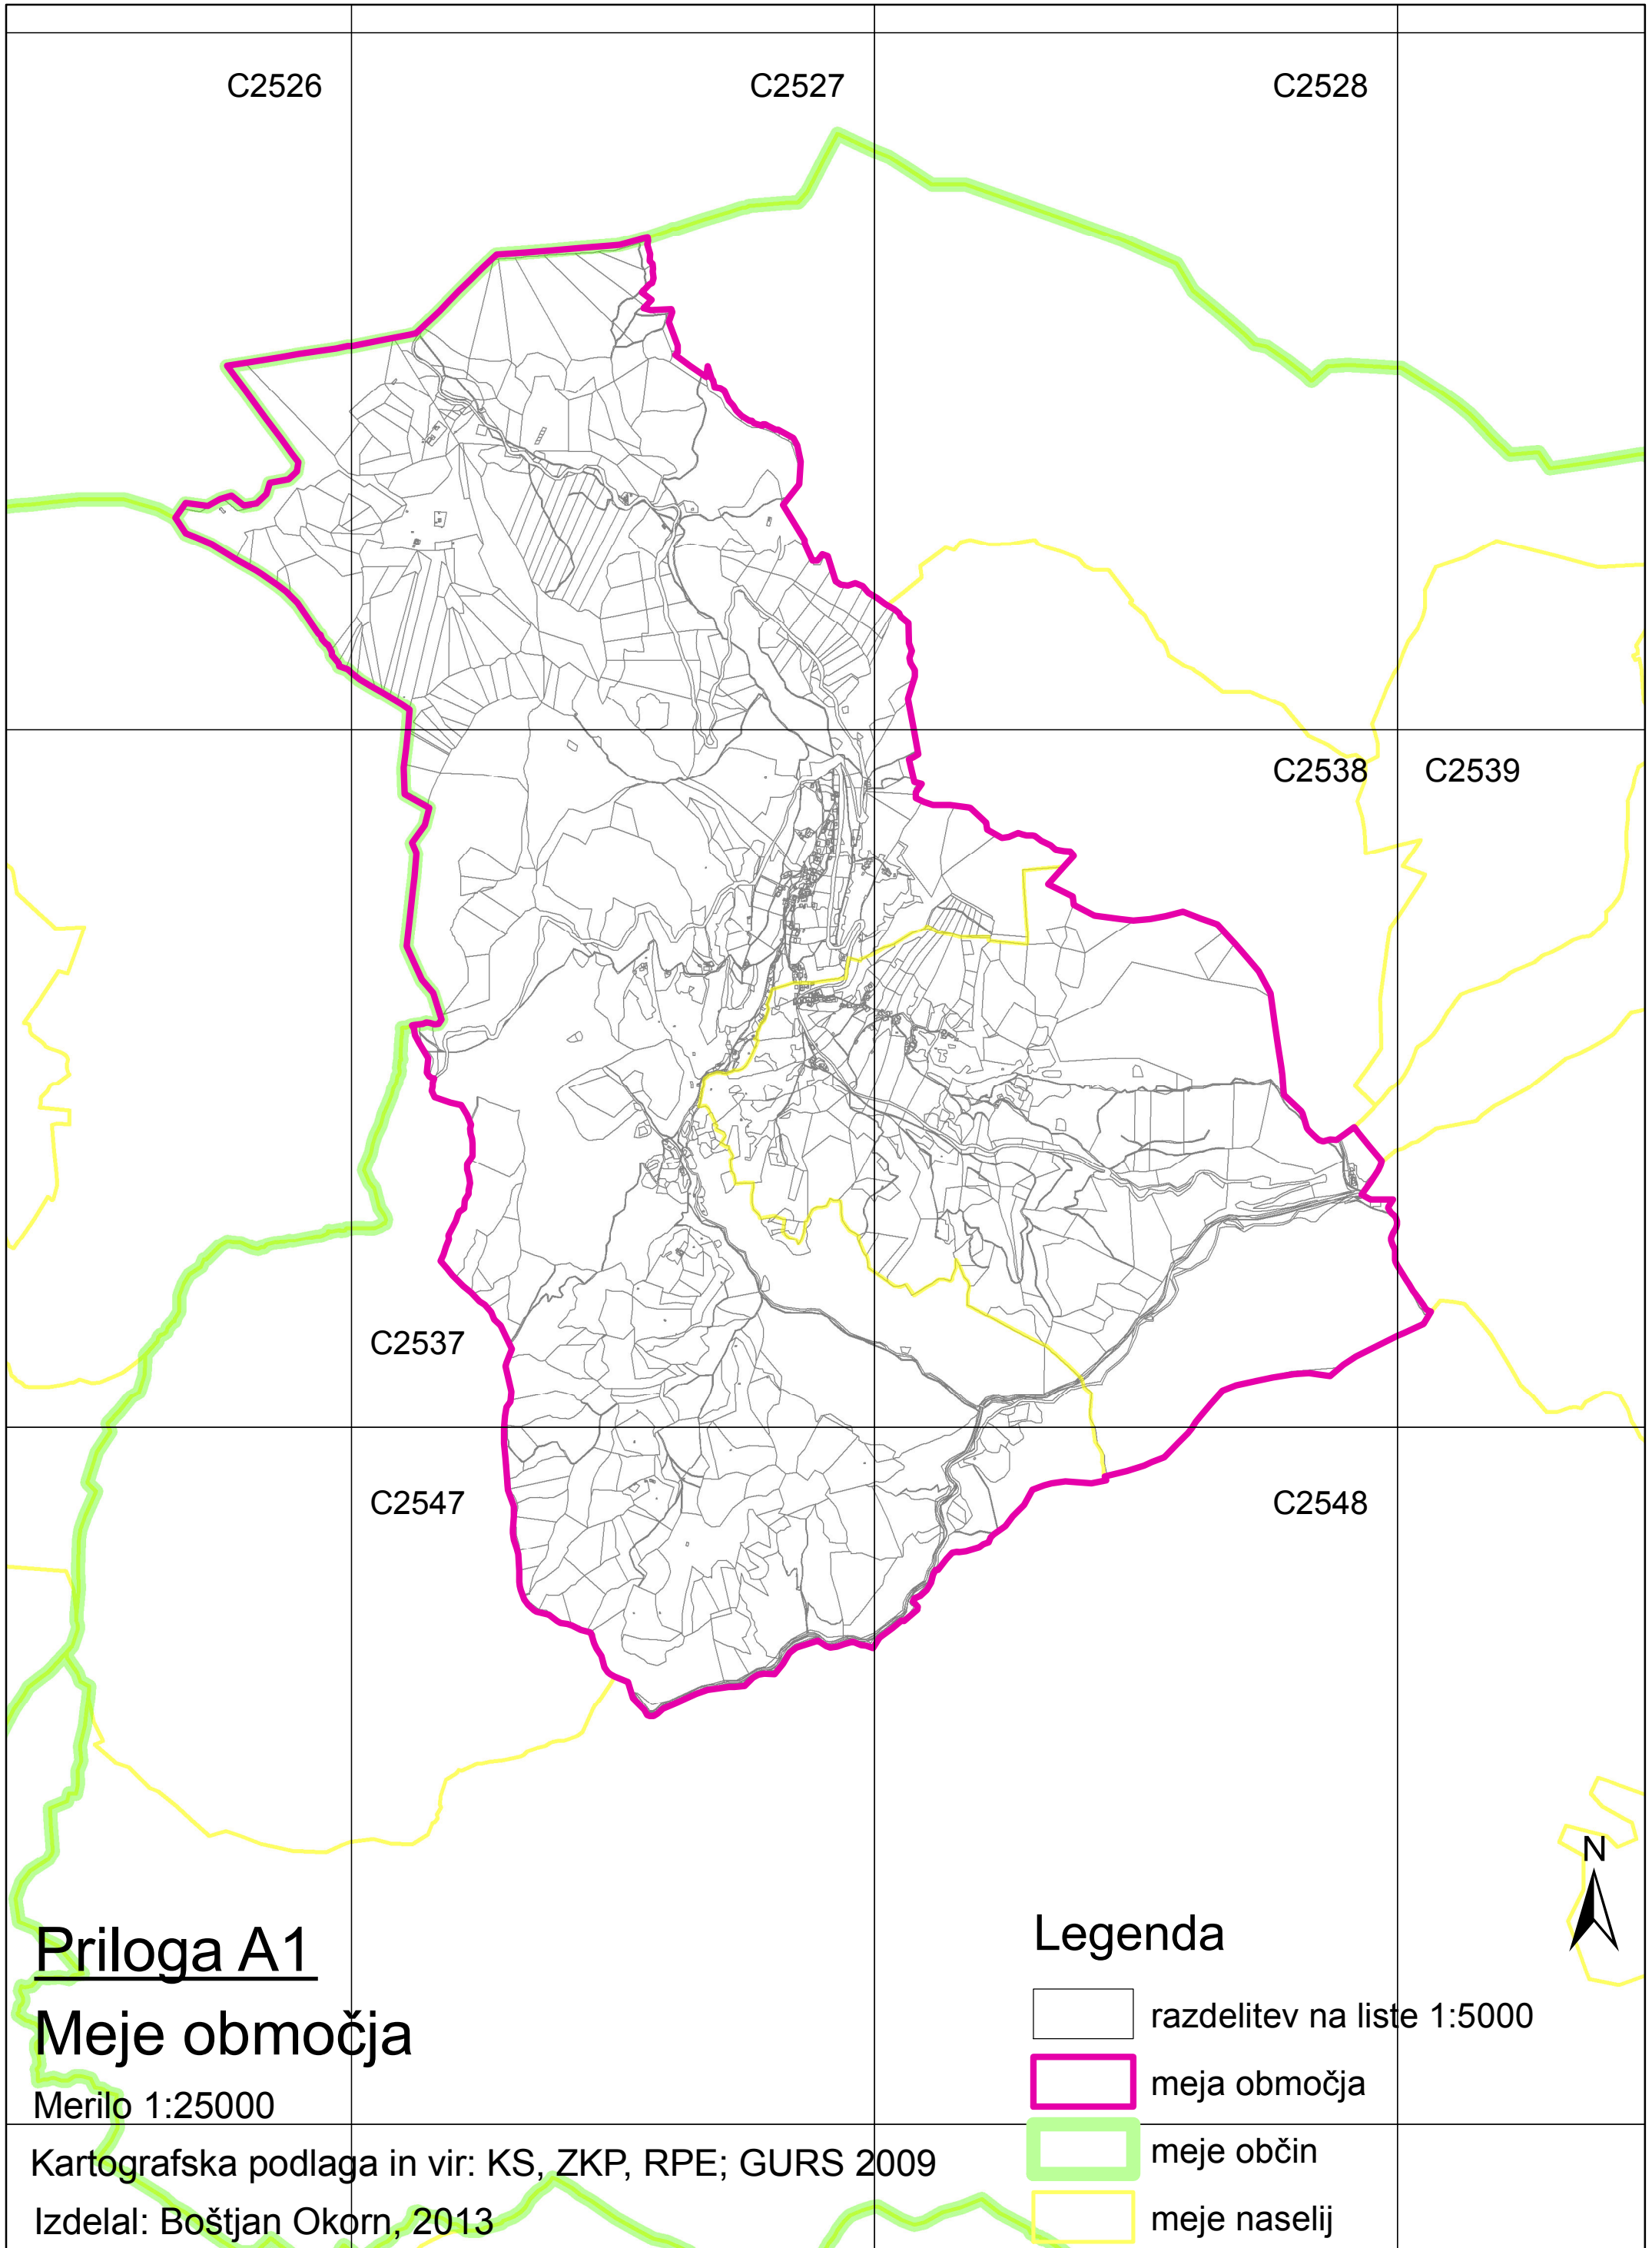 C2526
C2527
C2528
C2538
C2539
C2537
C2547
C2548
N
Priloga A1
Meje območja
Merilo 1:25000
Kartografska podlaga in vir: KS, ZKP, RPE; GURS 2009
Izdelal: Boštjan Okorn, 2013
Legenda
razdelitev na liste 1:5000
meja območja
meje občin
meje naselij